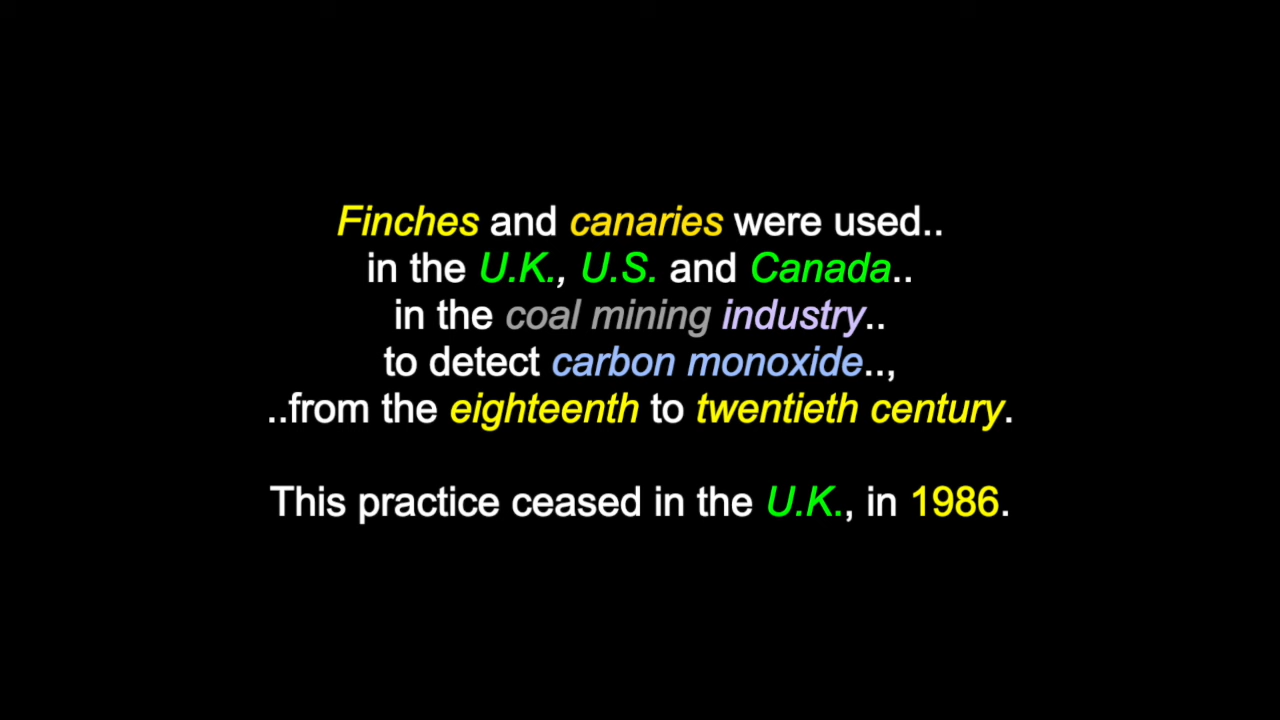 Finches and canaries were used..
in the U.K., U.S. and Canada..
in the coal mining industry..
to detect carbon monoxide..,
..from the eighteenth to twentieth century.
This practice ceased in the U.K., in 1986.